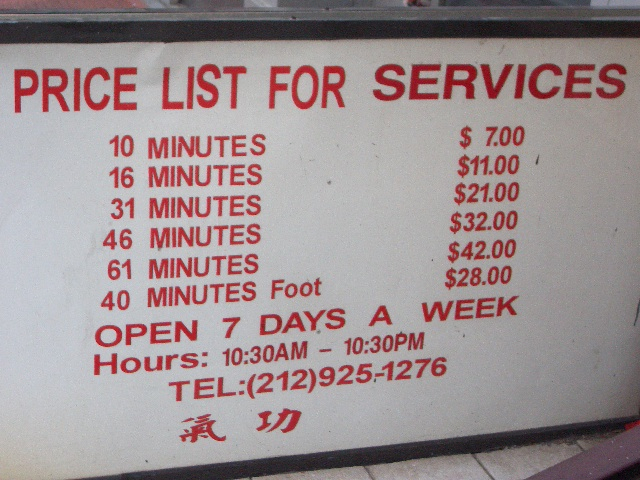 PRICE LIST FOR SERVICES
10 MINUTES $ 7.00
16 MINUTES $11.00
31 MINUTES $21.00
46 MINUTES $32.00
61 MINUTES $42.00
40 MINUTES Foot $28.00
OPEN 7 DAYS A WEEK
Hours: 10:30AM – 10:30PM
TEL:(212)925-1276
氣功